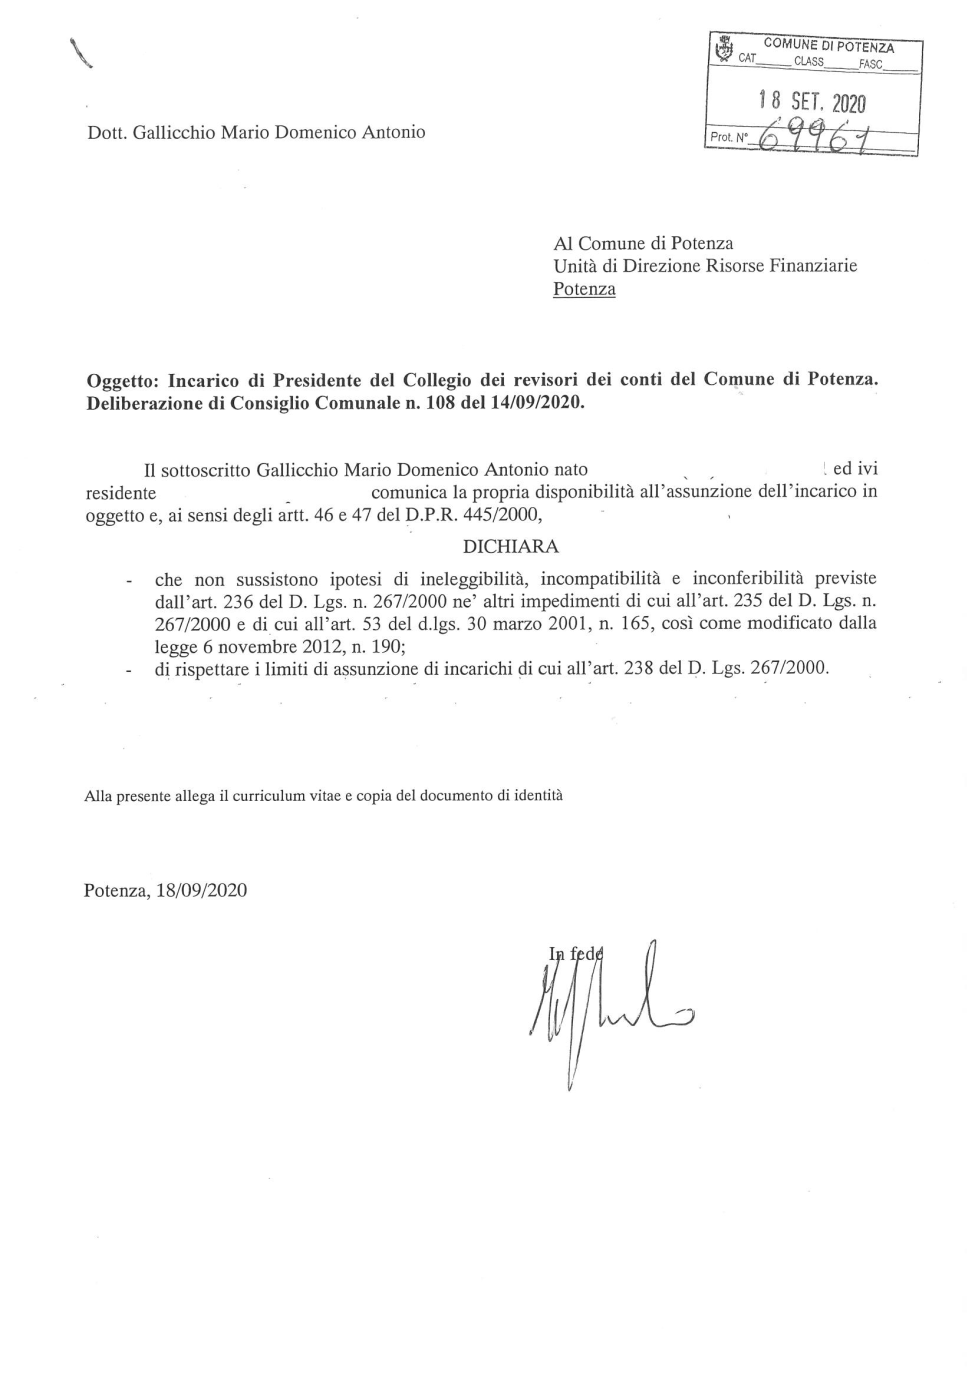 COMUNE DI POTENZA
CAT. CLASS. FASC.
18 SET. 2020
Prot. N° 69961
Dott. Gallicchio Mario Domenico Antonio
Al Comune di Potenza
Unità di Direzione Risorse Finanziarie
Potenza
Oggetto: Incarico di Presidente del Collegio dei revisori dei conti del Comune di Potenza.
Deliberazione di Consiglio Comunale n. 108 del 14/09/2020.
Il sottoscritto Gallicchio Mario Domenico Antonio nato ed ivi
residente comunica la propria disponibilità all'assunzione dell'incarico in
oggetto e, ai sensi degli artt. 46 e 47 del D.P.R. 445/2000,
DICHIARA
- che non sussistono ipotesi di ineleggibilità, incompatibilità e inconferibilità previste
dall'art. 236 del D. Lgs. n. 267/2000 ne' altri impedimenti di cui all'art. 235 del D. Lgs. n.
267/2000 e di cui all'art. 53 del d.lgs. 30 marzo 2001, n. 165, così come modificato dalla
legge 6 novembre 2012, n. 190;
- di rispettare i limiti di assunzione di incarichi di cui all'art. 238 del D. Lgs. 267/2000.
Alla presente allega il curriculum vitae e copia del documento di identità
Potenza, 18/09/2020
In fede